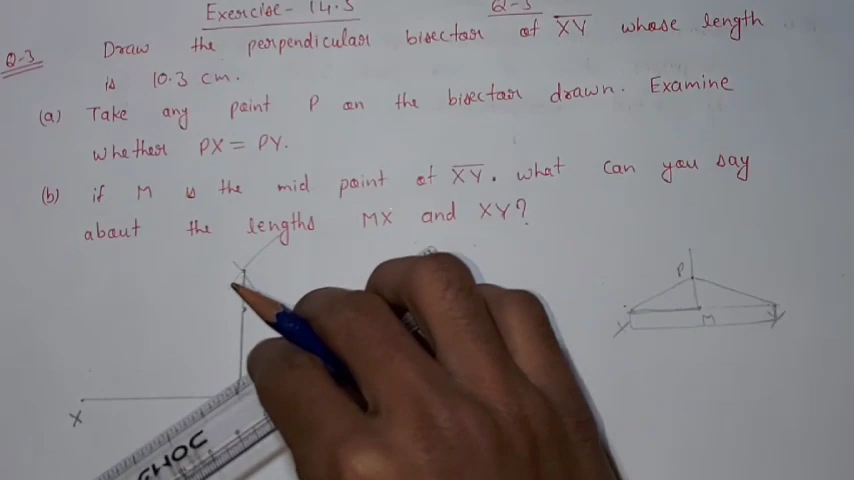 Exercise - 14.5 Q-3
Q-3 Draw the perpendicular bisector of XY whose length
is 10.3 cm.
(a) Take any point P on the bisector drawn. Examine
whether PX = PY.
(b) if M is the mid point of XY. what can you say
about the lengths MX and XY?
P
X M Y
X